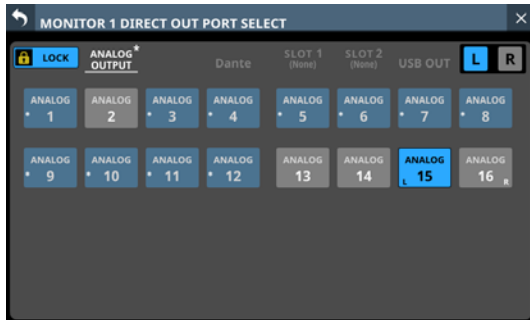 MONITOR 1 DIRECT OUT PORT SELECT
LOCK
ANALOG*
OUTPUT
Dante
SLOT 1
(None)
SLOT 2
(None)
USB OUT
L
R
ANALOG
1
ANALOG
2
ANALOG
3
ANALOG
4
ANALOG
5
ANALOG
6
ANALOG
7
ANALOG
8
ANALOG
9
ANALOG
10
ANALOG
11
ANALOG
12
ANALOG
13
ANALOG
14
ANALOG
L 15
ANALOG
16 R